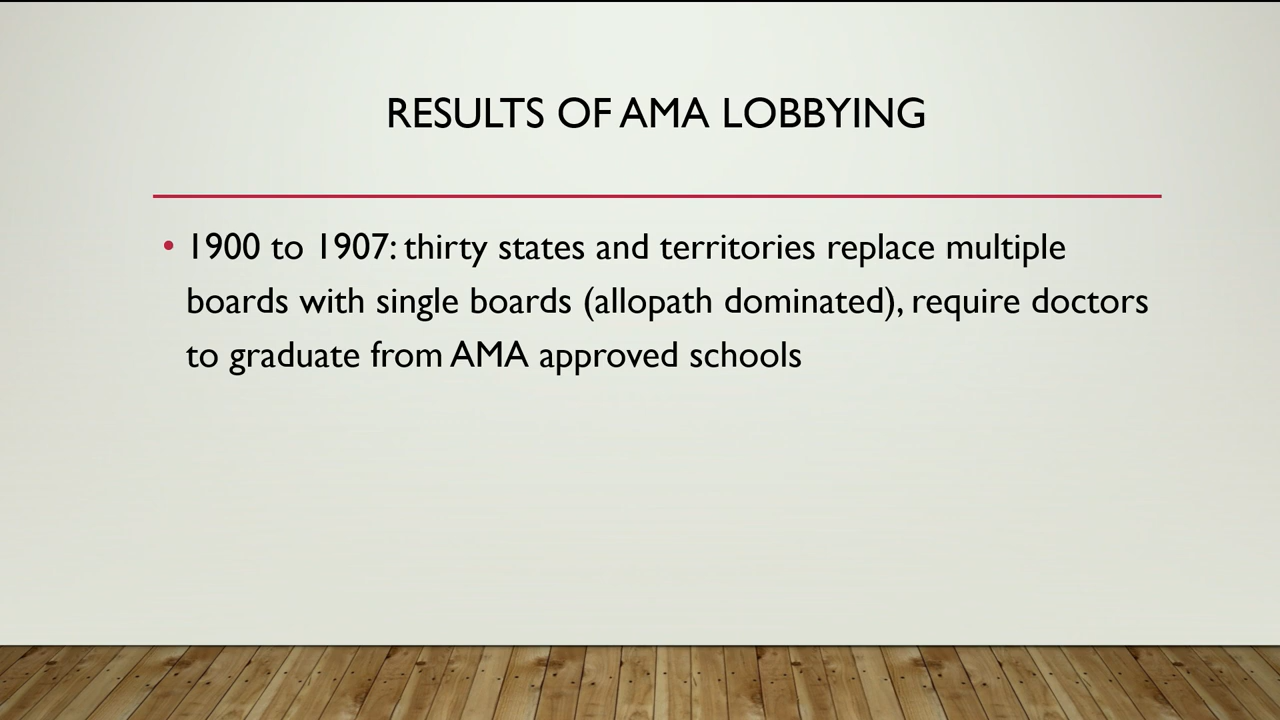 RESULTS OF AMA LOBBYING
• 1900 to 1907: thirty states and territories replace multiple
boards with single boards (allopath dominated), require doctors
to graduate from AMA approved schools